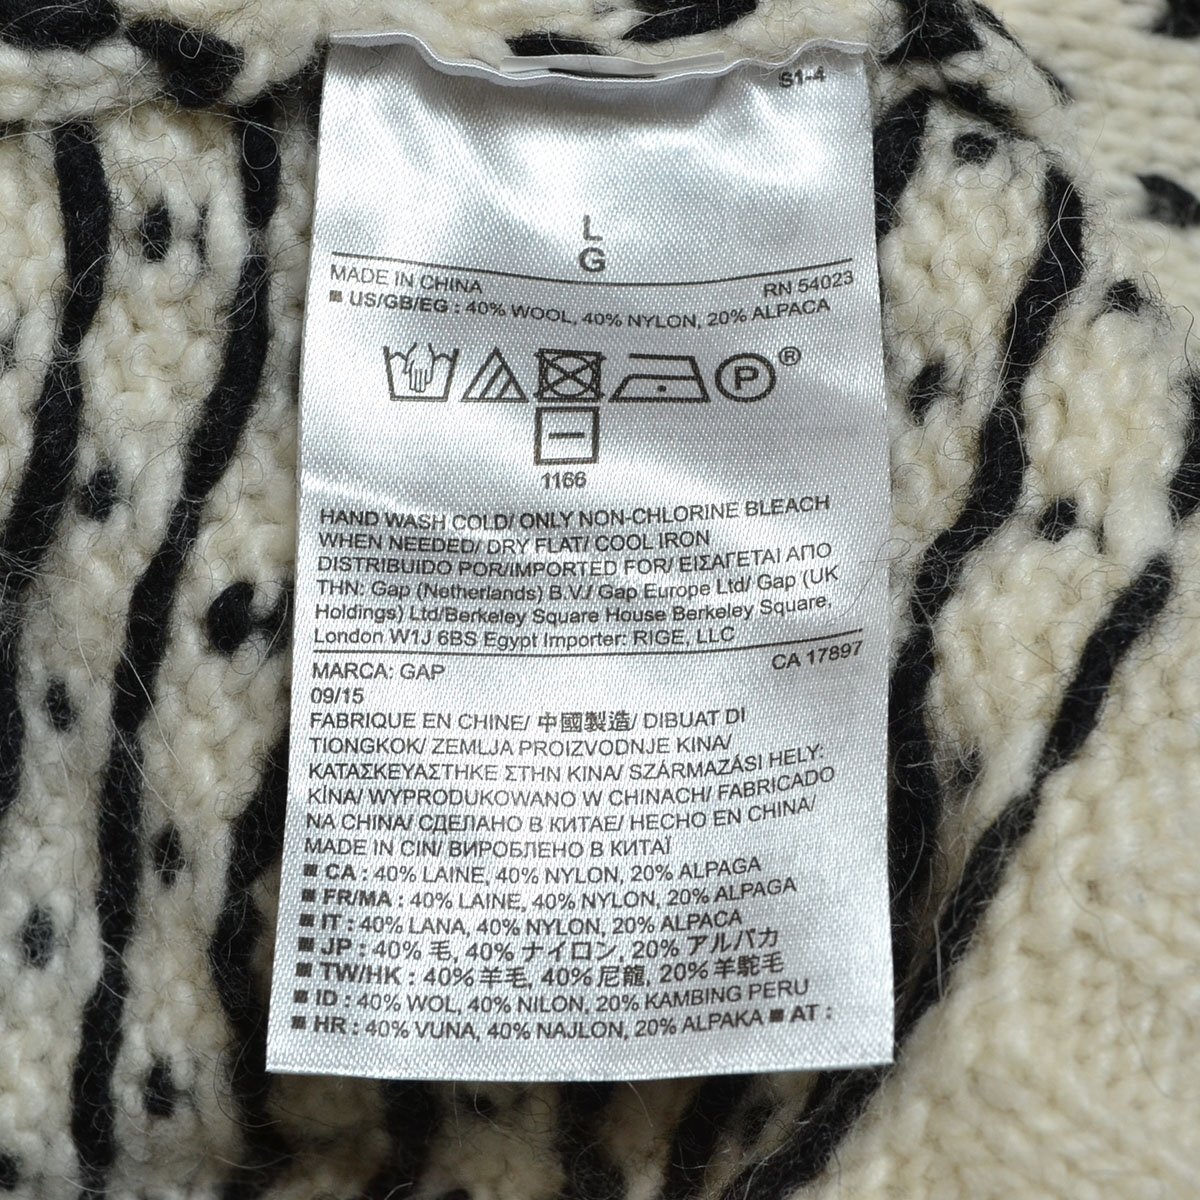 S1-4
L
G
MADE IN CHINA RN 54023
■ US/GB/EG : 40% WOOL, 40% NYLON, 20% ALPACA
P ®
1166
HAND WASH COLD/ ONLY NON-CHLORINE BLEACH
WHEN NEEDED/ DRY FLAT/ COOL IRON
DISTRIBUIDO POR/IMPORTED FOR/ ΕΙΣΑΓΕΤΑΙ ΑΠΟ
ΤΗΝ: Gap (Netherlands) B.V./ Gap Europe Ltd/ Gap (UK
Holdings) Ltd/Berkeley Square House Berkeley Square,
London W1J 6BS Egypt Importer: RIGE, LLC
MARCA: GAP CA 17897
09/15
FABRIQUE EN CHINE/ 中國製造/ DIBUAT DI
TIONGKOK/ ZEMLJA PROIZVODNJE KINA/
ΚΑΤΑΣΚΕΥΑΣΤΗΚΕ ΣΤΗΝ ΚΙΝΑ/ SZÁRMAZÁSI HELY:
KÍNA/ WYPRODUKOWANO W CHINACH/ FABRICADO
NA CHINA/ СДЕЛАНО В КИТАЕ/ HECHO EN CHINA/
MADE IN CIN/ ВИРОБЛЕНО В КИТАЇ
■ CA : 40% LAINE, 40% NYLON, 20% ALPAGA
■ FR/MA : 40% LAINE, 40% NYLON, 20% ALPAGA
■ IT : 40% LANA, 40% NYLON, 20% ALPACA
■ JP : 40% 毛, 40% ナイロン, 20% アルパカ
■ TW/HK : 40% 羊毛, 40% 尼龍, 20% 羊駝毛
■ ID : 40% WOL, 40% NILON, 20% KAMBING PERU
■ HR : 40% VUNA, 40% NAJLON, 20% ALPAKA ■ AT :